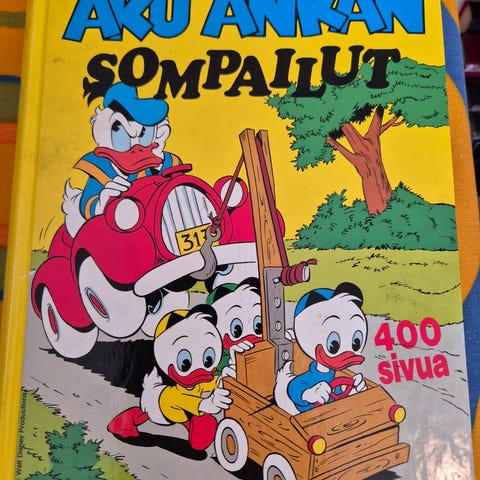 AKU ANKAN
SOMPAILUT
313
400
sivua
Walt Disney Productions